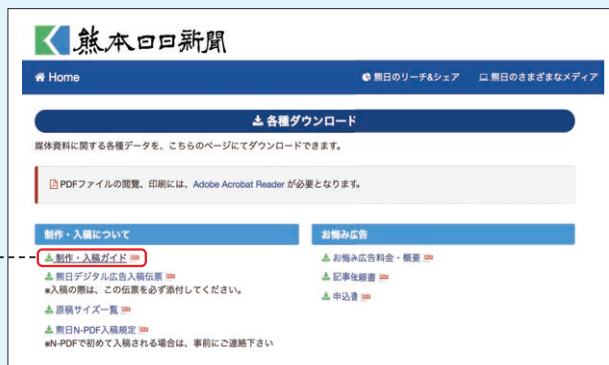 熊本日日新聞
Home
熊日のリーチ&シェア
熊日のさまざまなメディア
各種ダウンロード
媒体資料に関する各種データを、こちらのページにてダウンロードできます。
PDFファイルの閲覧、印刷には、Adobe Acrobat Reader が必要となります。
制作・入稿について
制作・入稿ガイド
熊日デジタル広告入稿伝票
※入稿の際は、この伝票を必ず添付してください。
原稿サイズ一覧
熊日N-PDF入稿規定
※N-PDFで初めて入稿される場合は、事前にご連絡下さい
お悔み広告
お悔み広告料金・概要
記事依頼書
申込書